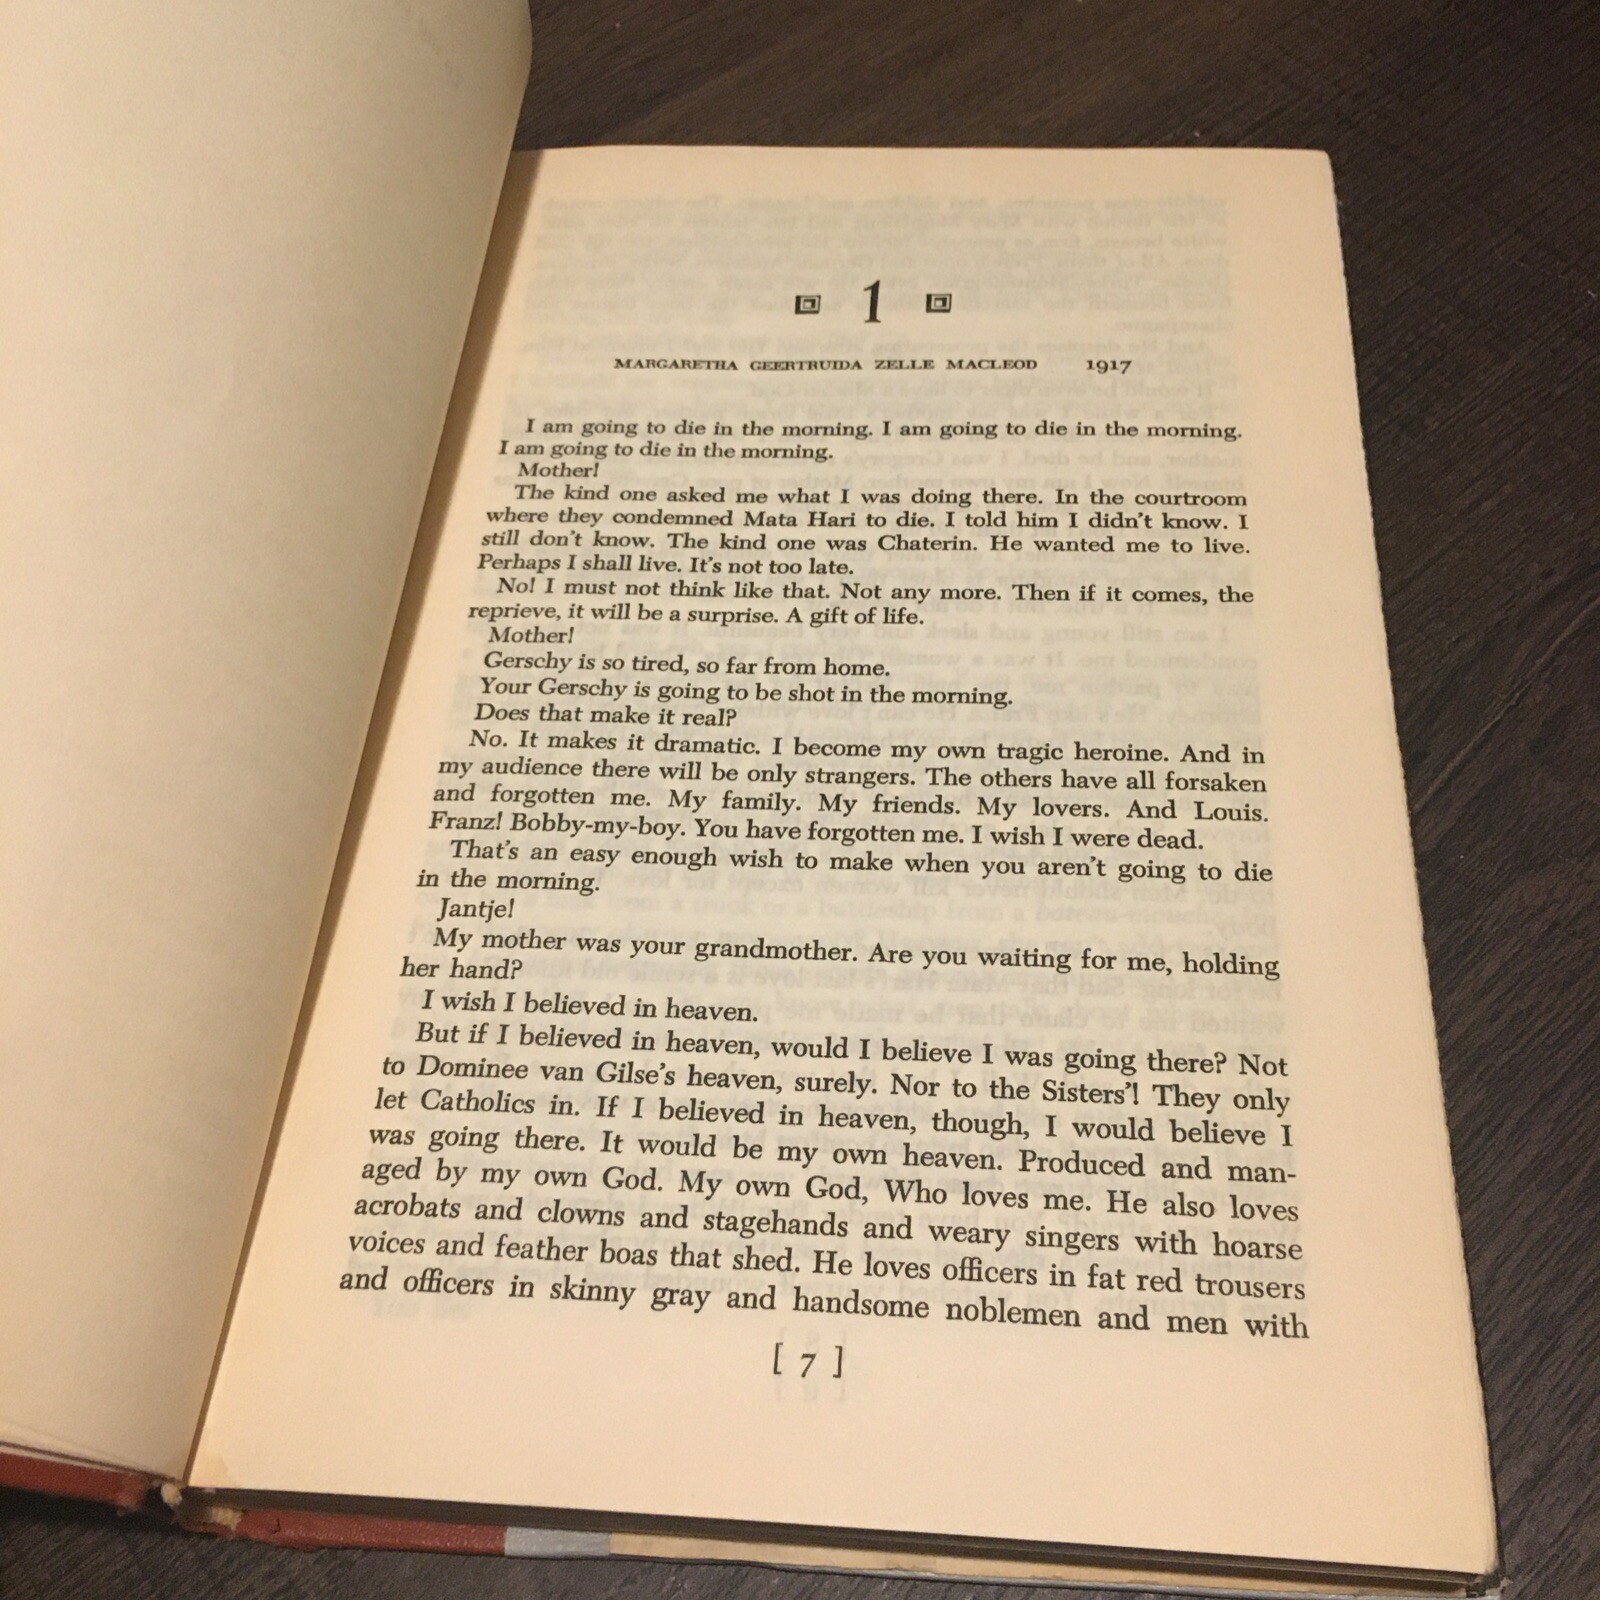 1
MARGARETHA GEERTRUIDA ZELLE MACLEOD 1917
I am going to die in the morning. I am going to die in the morning.
I am going to die in the morning.
Mother!
The kind one asked me what I was doing there. In the courtroom
where they condemned Mata Hari to die. I told him I didn't know. I
still don't know. The kind one was Chaterin. He wanted me to live.
Perhaps I shall live. It's not too late.
No! I must not think like that. Not any more. Then if it comes, the
reprieve, it will be a surprise. A gift of life.
Mother!
Gerschy is so tired, so far from home.
Your Gerschy is going to be shot in the morning.
Does that make it real?
No. It makes it dramatic. I become my own tragic heroine. And in
my audience there will be only strangers. The others have all forsaken
and forgotten me. My family. My friends. My lovers. And Louis.
Franz! Bobby-my-boy. You have forgotten me. I wish I were dead.
That's an easy enough wish to make when you aren't going to die
in the morning.
Jantje!
My mother was your grandmother. Are you waiting for me, holding
her hand?
I wish I believed in heaven.
But if I believed in heaven, would I believe I was going there? Not
to Dominee van Gilse's heaven, surely. Nor to the Sisters'! They only
let Catholics in. If I believed in heaven, though, I would believe I
was going there. It would be my own heaven. Produced and man-
aged by my own God. My own God, Who loves me. He also loves
acrobats and clowns and stagehands and weary singers with hoarse
voices and feather boas that shed. He loves officers in fat red trousers
and officers in skinny gray and handsome noblemen and men with
[ 7 ]